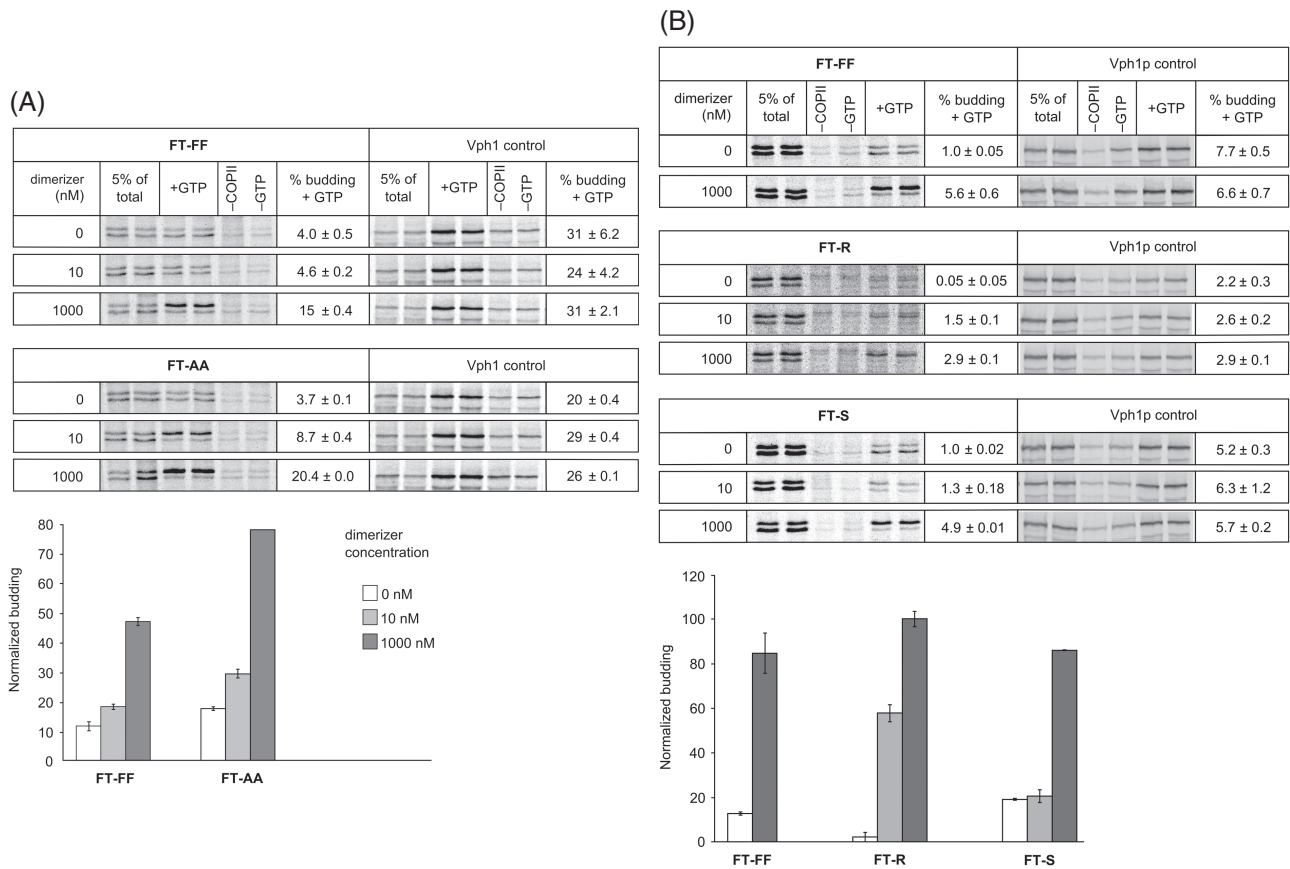 (A)
FT-FF Vph1 control
dimerizer (nM) 5% of total +GTP –COPII –GTP % budding + GTP 5% of total +GTP –COPII –GTP % budding + GTP
0 4.0 ± 0.5 31 ± 6.2
10 4.6 ± 0.2 24 ± 4.2
1000 15 ± 0.4 31 ± 2.1
FT-AA Vph1 control
0 3.7 ± 0.1 20 ± 0.4
10 8.7 ± 0.4 29 ± 0.4
1000 20.4 ± 0.0 26 ± 0.1
Normalized budding
80
70
60
50
40
30
20
10
0
FT-FF FT-AA
dimerizer
concentration
0 nM
10 nM
1000 nM
(B)
FT-FF Vph1p control
dimerizer (nM) 5% of total –COPII –GTP +GTP % budding + GTP 5% of total –COPII –GTP +GTP % budding + GTP
0 1.0 ± 0.05 7.7 ± 0.5
1000 5.6 ± 0.6 6.6 ± 0.7
FT-R Vph1p control
0 0.05 ± 0.05 2.2 ± 0.3
10 1.5 ± 0.1 2.6 ± 0.2
1000 2.9 ± 0.1 2.9 ± 0.1
FT-S Vph1p control
0 1.0 ± 0.02 5.2 ± 0.3
10 1.3 ± 0.18 6.3 ± 1.2
1000 4.9 ± 0.01 5.7 ± 0.2
Normalized budding
120
100
80
60
40
20
0
FT-FF FT-R FT-S